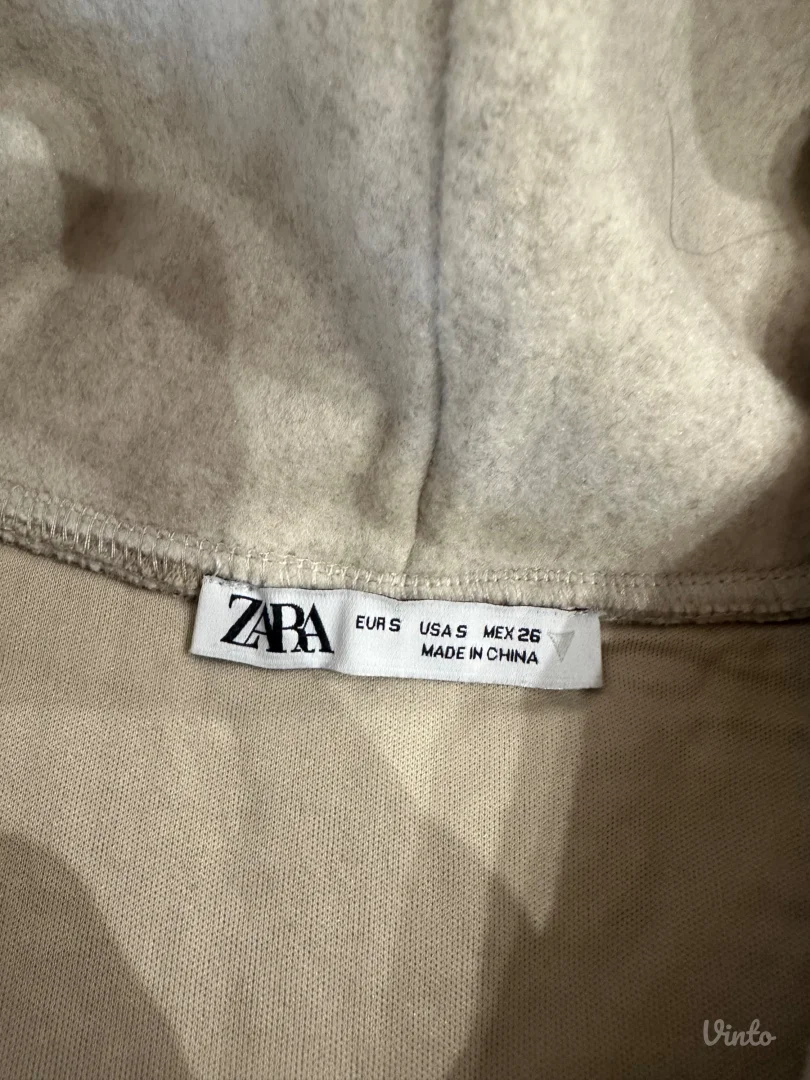 ZARA EUR S USA S MEX 26
MADE IN CHINA
Vinto